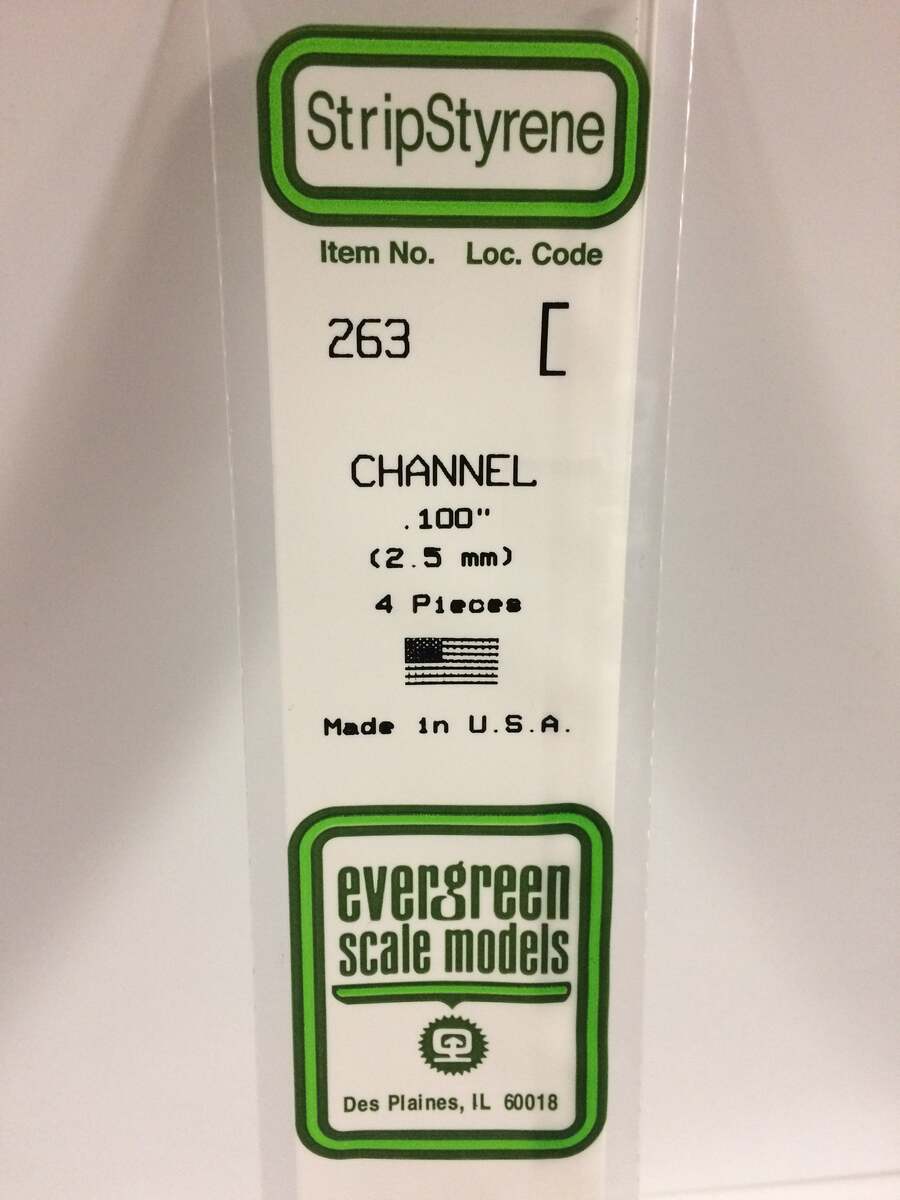 StripStyrene
Item No. Loc. Code
263 [
CHANNEL
.100"
(2.5 mm)
4 Pieces
Made in U.S.A.
evergreen
scale models
Des Plaines, IL 60018